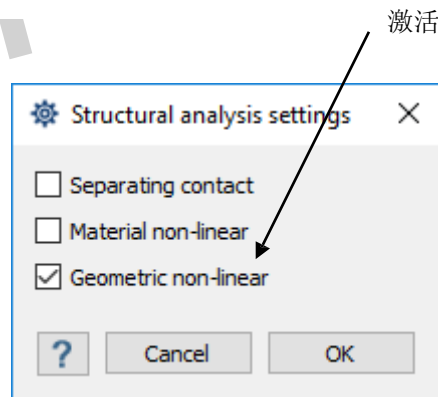 激活
Structural analysis settings
Separating contact
Material non-linear
Geometric non-linear
? Cancel OK